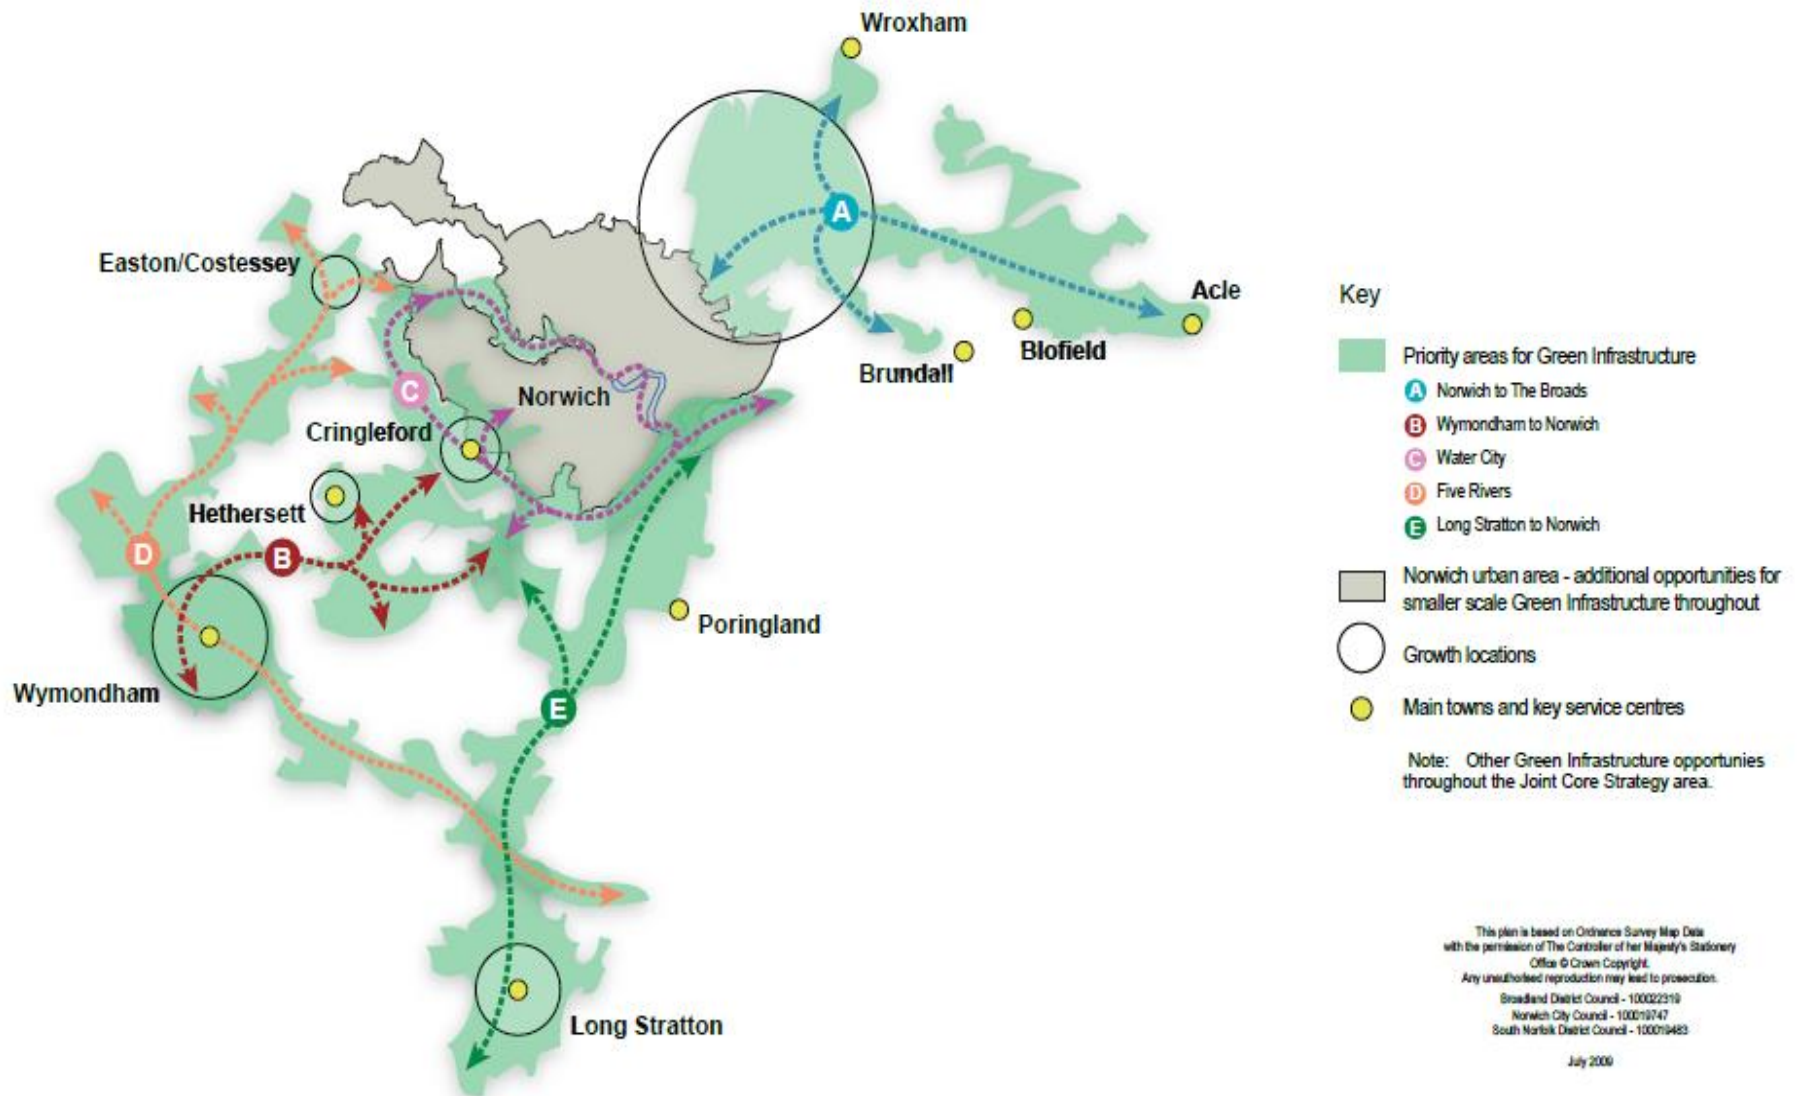 Wroxham
Easton/Costessey
A
Acle
Blofield
Brundall
C
Norwich
Cringleford
Hethersett
D
B
Poringland
Wymondham
E
Long Stratton
Key
Priority areas for Green Infrastructure
A Norwich to The Broads
B Wymondham to Norwich
C Water City
D Five Rivers
E Long Stratton to Norwich
Norwich urban area - additional opportunities for
smaller scale Green Infrastructure throughout
Growth locations
Main towns and key service centres
Note: Other Green Infrastructure opportunies
throughout the Joint Core Strategy area.
This plan is based on Ordnance Survey Map Data
with the permission of The Controller of her Majesty's Stationery
Office © Crown Copyright.
Any unauthorised reproduction may lead to prosecution.
Broadland District Council - 100022319
Norwich City Council - 100019747
South Norfolk District Council - 100019483
July 2009